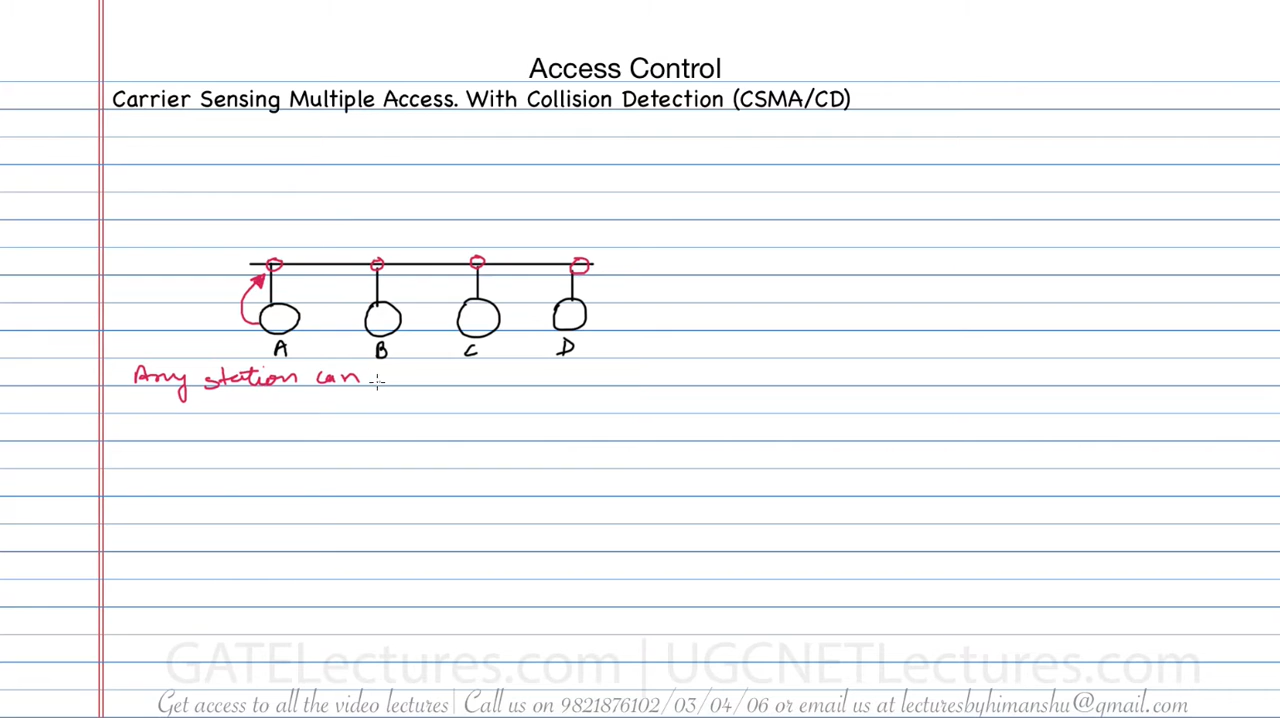 Access Control
Carrier Sensing Multiple Access. With Collision Detection (CSMA/CD)
A B C D
Any station can
GATELectures.com | UGCNETLectures.com
Get access to all the video lectures | Call us on 9821876102/03/04/06 or email us at lecturesbyhimanshu@gmail.com